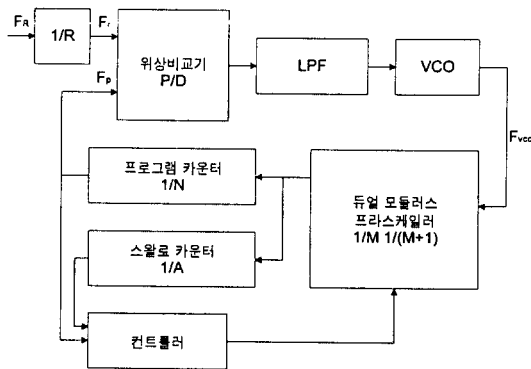 F_R
1/R
F_r
F_p
위상비교기
P/D
LPF
VCO
F_vco
프로그램 카운터
1/N
듀얼 모듈러스
프라스케일러
1/M 1/(M+1)
스왈로 카운터
1/A
컨트롤러